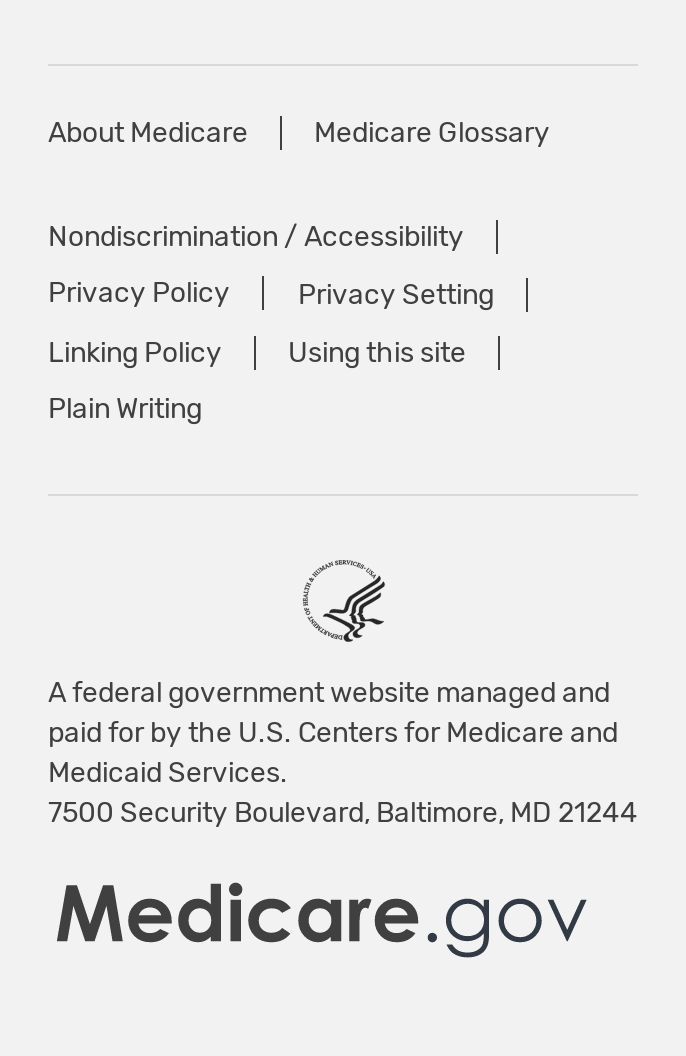 About Medicare | Medicare Glossary
Nondiscrimination / Accessibility |
Privacy Policy | Privacy Setting |
Linking Policy | Using this site |
Plain Writing
DEPARTMENT OF HEALTH & HUMAN SERVICES · USA
A federal government website managed and
paid for by the U.S. Centers for Medicare and
Medicaid Services.
7500 Security Boulevard, Baltimore, MD 21244
Medicare.gov